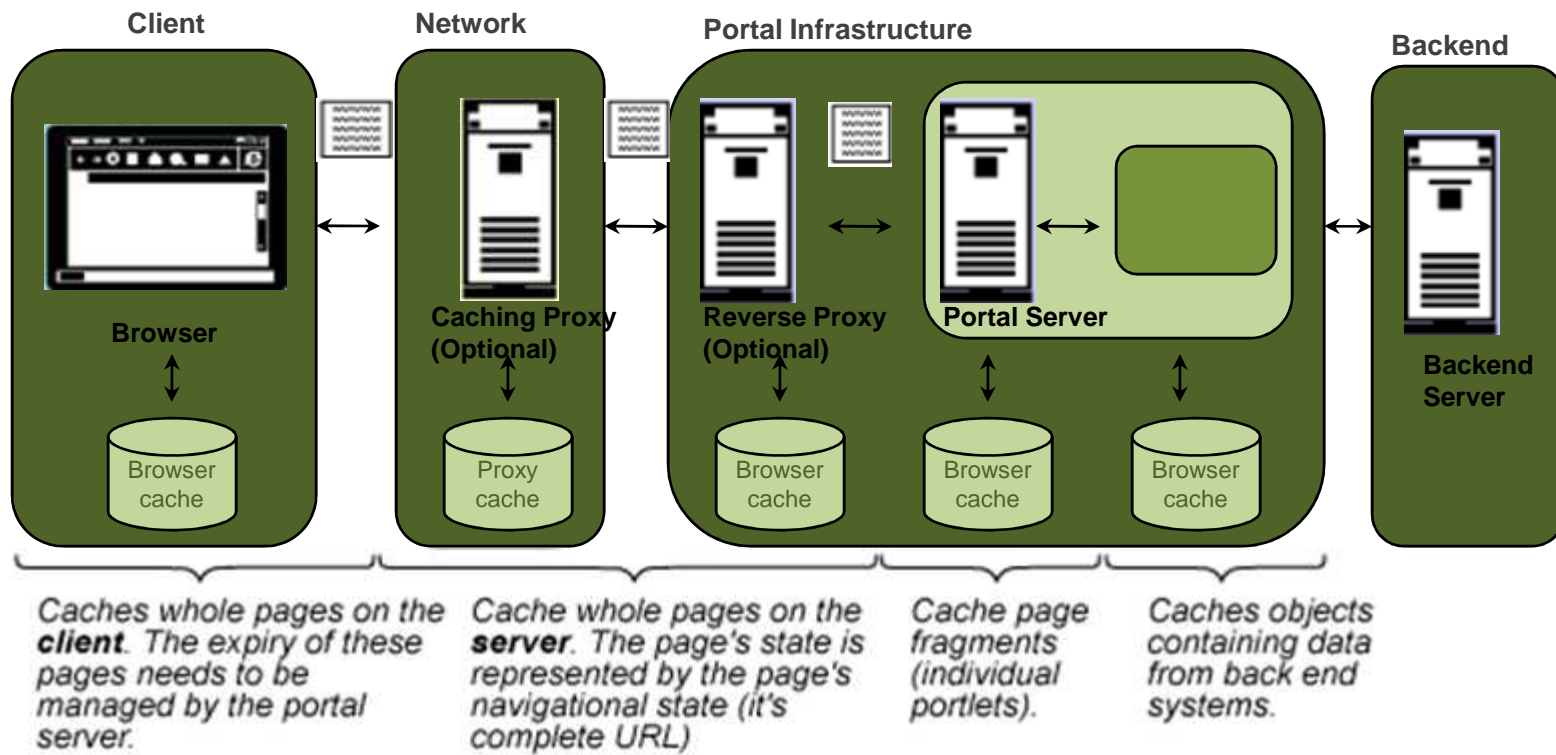 Client
Network
Portal Infrastructure
Backend
Browser
Caching Proxy
(Optional)
Reverse Proxy
(Optional)
Portal Server
Backend
Server
Browser
cache
Proxy
cache
Browser
cache
Browser
cache
Browser
cache
Caches whole pages on the
client. The expiry of these
pages needs to be
managed by the portal
server.
Cache whole pages on the
server. The page's state is
represented by the page's
navigational state (it's
complete URL)
Cache page
fragments
(individual
portlets).
Caches objects
containing data
from back end
systems.